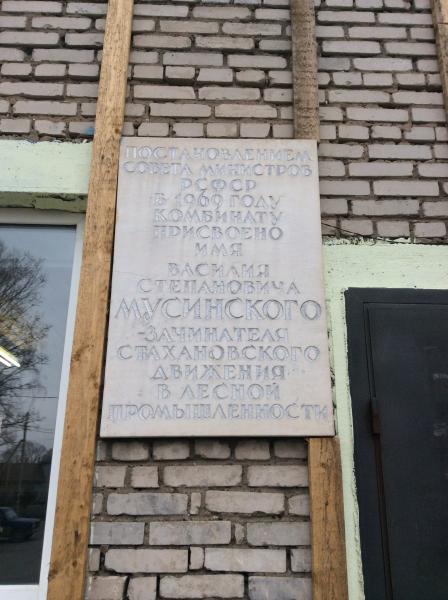 ПОСТАНОВЛЕНИЕМ
СОВЕТА МИНИСТРОВ
РСФСР
В 1969 ГОДУ
КОМБИНАТУ
ПРИСВОЕНО
ИМЯ
ВАСИЛИЯ
СТЕПАНОВИЧА
МУСИНСКОГО
-ЗАЧИНАТЕЛЯ
СТАХАНОВСКОГО
ДВИЖЕНИЯ
В ЛЕСНОЙ
ПРОМЫШЛЕННОСТИ